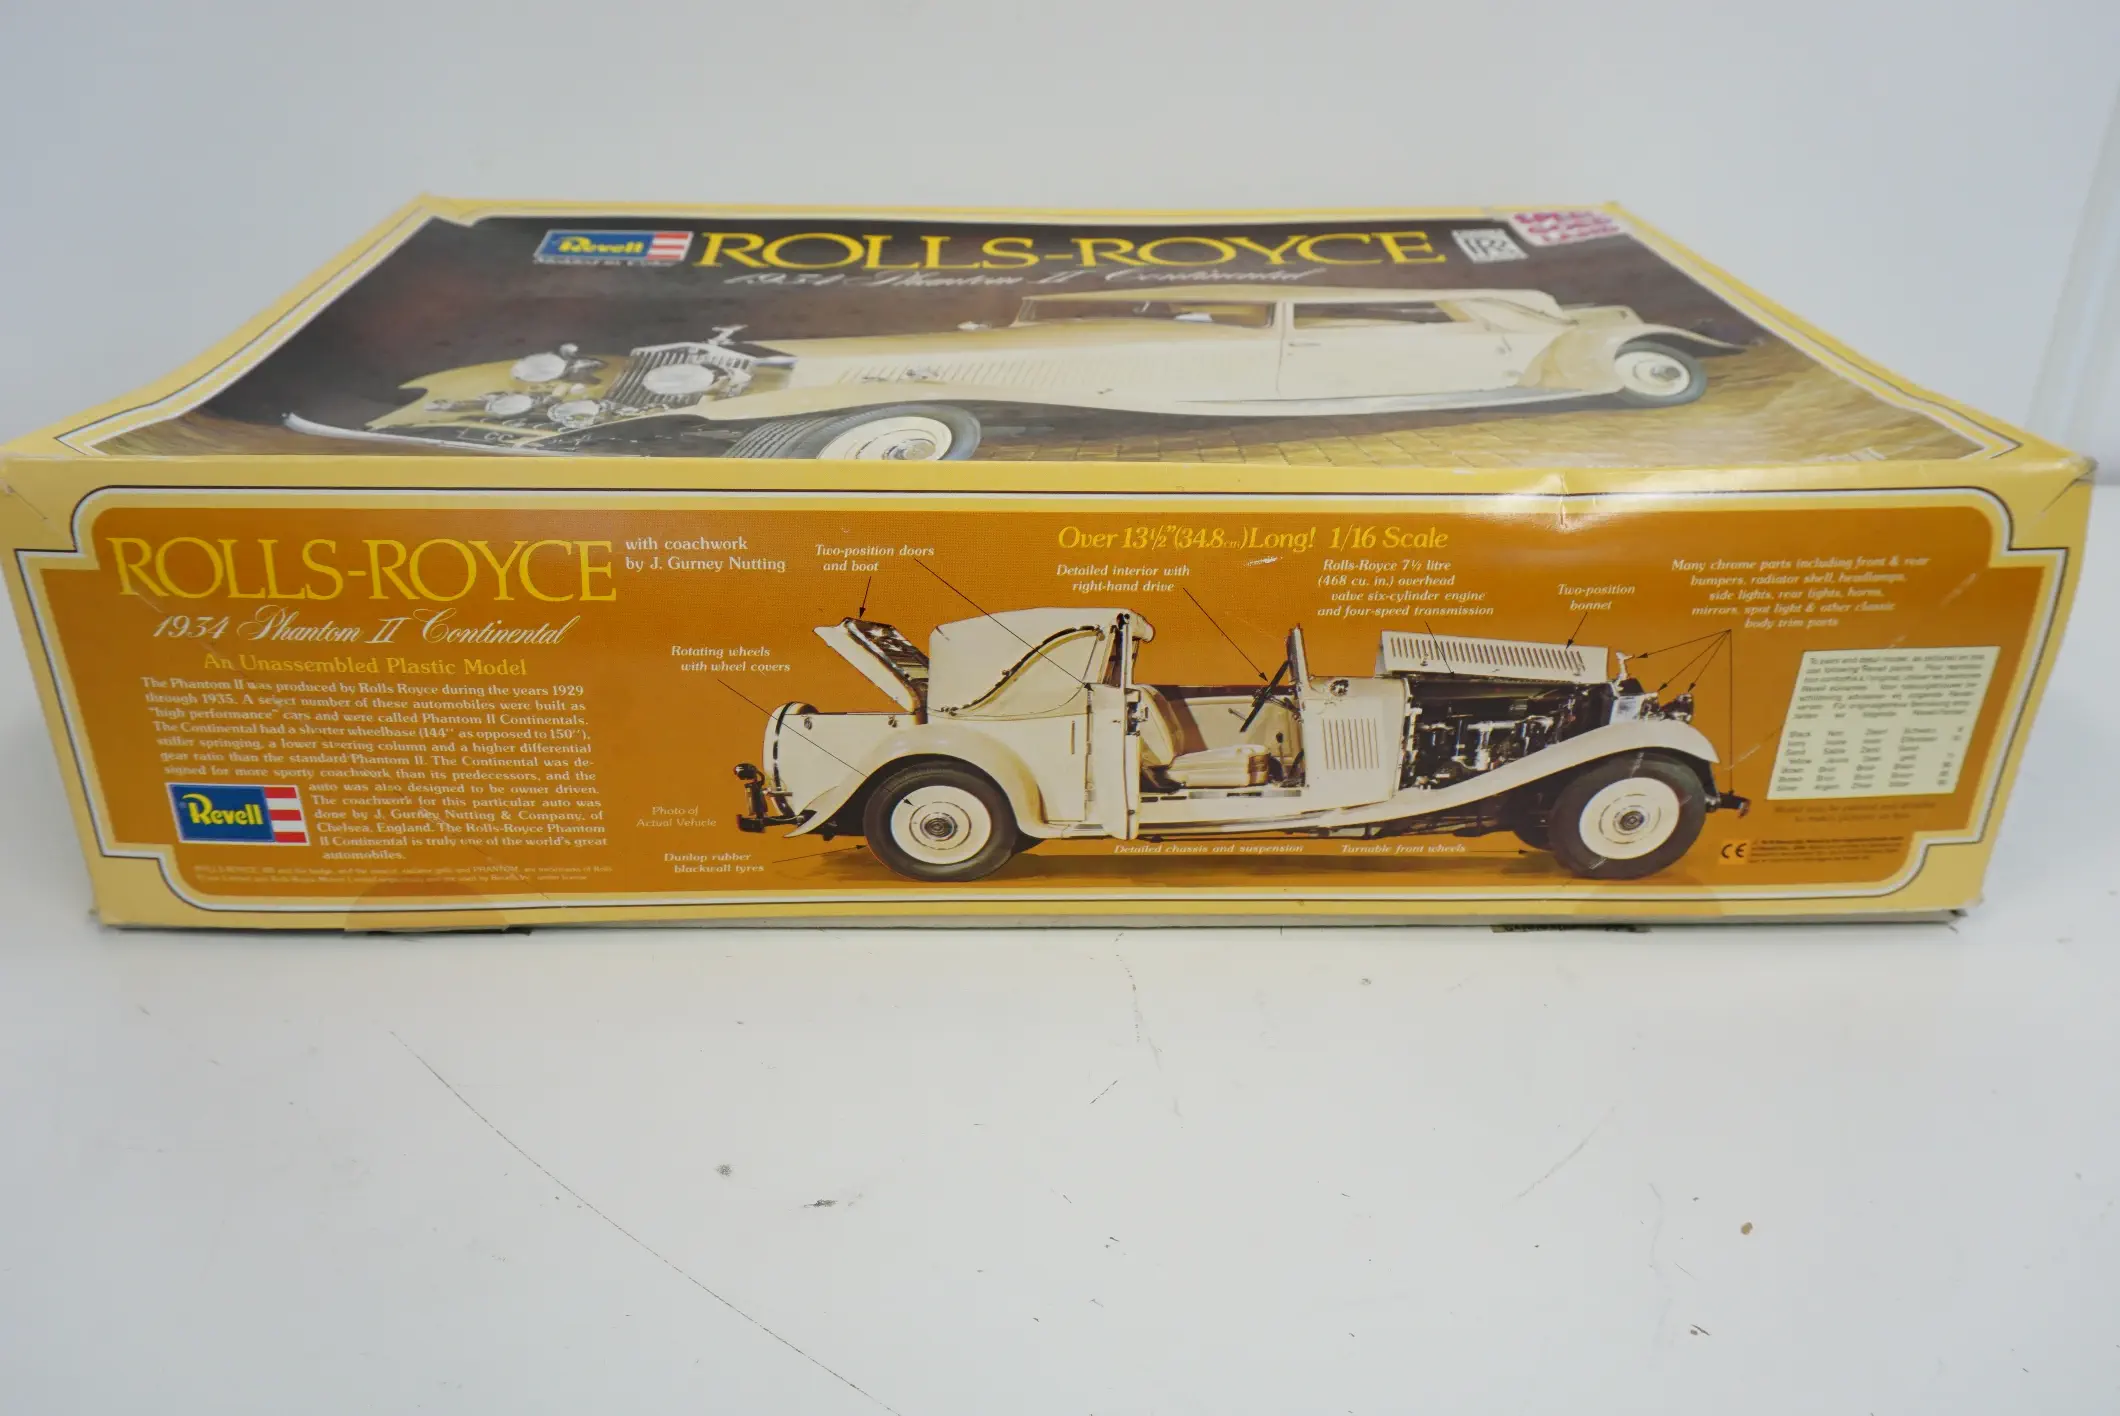 Revell
ROLLS-ROYCE
RR
1934 Phantom II Continental
ROLLS-ROYCE
1934 Phantom II Continental
with coachwork
by J. Gurney Nutting
An Unassembled Plastic Model
The Phantom II was produced by Rolls Royce during the years 1929
through 1935. A select number of these automobiles were built as
"high performance" cars and were called Phantom II Continentals.
The Continental had a shorter wheelbase (144" as opposed to 150"),
stiffer springing, a lower steering column and a higher differential
gear ratio than the standard Phantom II. The Continental was de-
signed for more sporty coachwork than its predecessors, and the
auto was also designed to be owner driven.
The coachwork for this particular auto was
done by J. Gurney Nutting & Company, of
Chelsea, England. The Rolls-Royce Phantom
II Continental is truly one of the world's great
automobiles.
Revell
Two-position doors
and boot
Rotating wheels
with wheel covers
Photo of
Actual Vehicle
Dunlop rubber
blackwall tyres
Over 13½" (34.8 cm) Long! 1/16 Scale
Detailed interior with
right-hand drive
Rolls-Royce 7½ litre
(468 cu. in.) overhead
valve six-cylinder engine
and four-speed transmission
Two-position
bonnet
Many chrome parts including front & rear
bumpers, radiator shell, headlamps,
side lights, rear lights, horns,
mirrors, spot light & other classic
body trim parts
Detailed chassis and suspension
Turnable front wheels
CE